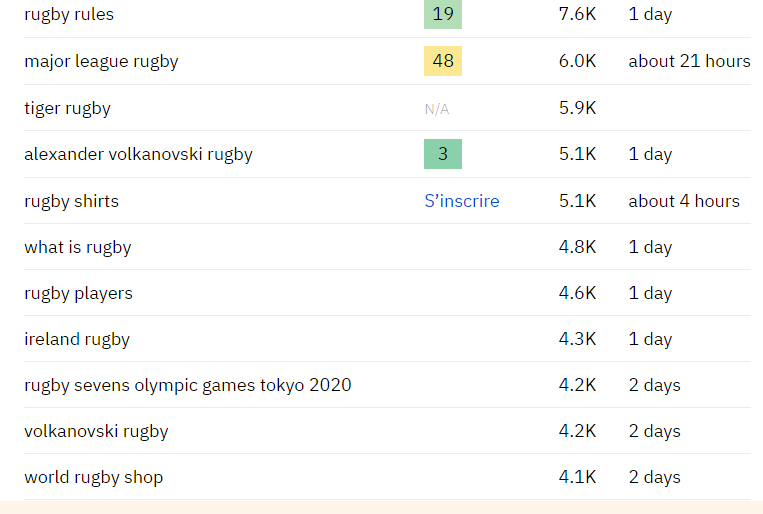 rugby rules 19 7.6K 1 day
major league rugby 48 6.0K about 21 hours
tiger rugby N/A 5.9K
alexander volkanovski rugby 3 5.1K 1 day
rugby shirts S'inscrire 5.1K about 4 hours
what is rugby 4.8K 1 day
rugby players 4.6K 1 day
ireland rugby 4.3K 1 day
rugby sevens olympic games tokyo 2020 4.2K 2 days
volkanovski rugby 4.2K 2 days
world rugby shop 4.1K 2 days